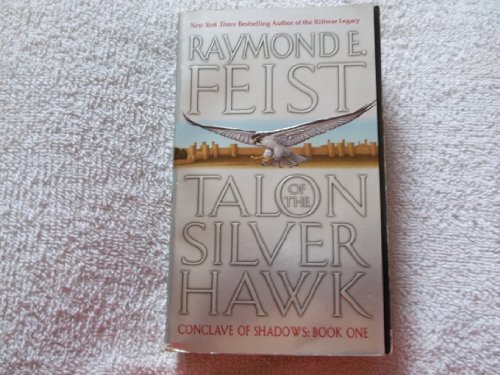 New York Times Bestselling Author of the Riftwar Legacy
RAYMOND E.
FEIST
TALON
OF THE
SILVER
HAWK
CONCLAVE OF SHADOWS: BOOK ONE